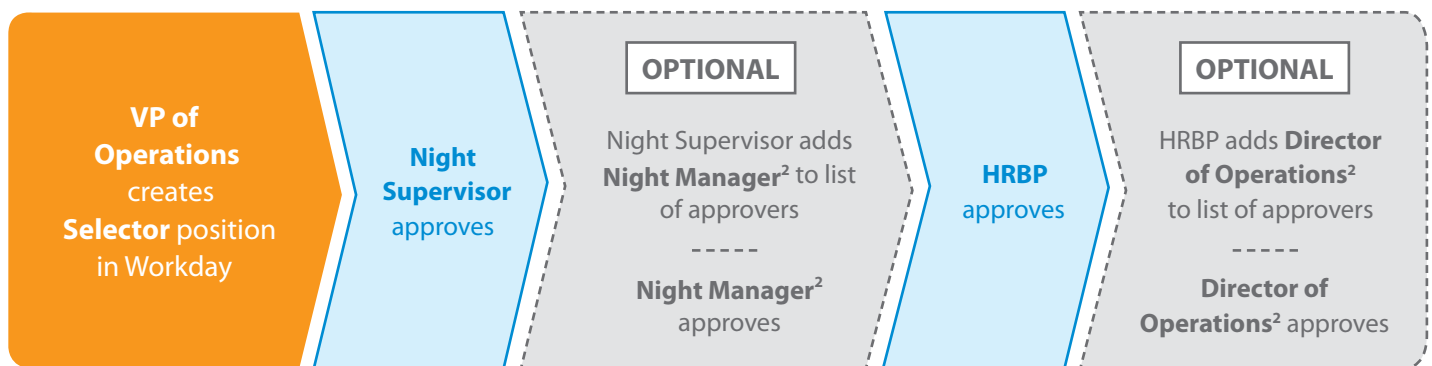 VP of
Operations
creates
Selector position
in Workday
Night
Supervisor
approves
OPTIONAL
Night Supervisor adds
Night Manager² to list
of approvers
Night Manager²
approves
HRBP
approves
OPTIONAL
HRBP adds Director
of Operations²
to list of approvers
Director of
Operations² approves